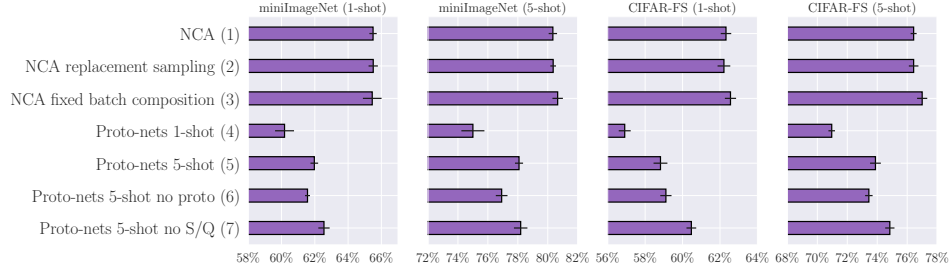 miniImageNet (1-shot) miniImageNet (5-shot) CIFAR-FS (1-shot) CIFAR-FS (5-shot)
NCA (1)
NCA replacement sampling (2)
NCA fixed batch composition (3)
Proto-nets 1-shot (4)
Proto-nets 5-shot (5)
Proto-nets 5-shot no proto (6)
Proto-nets 5-shot no S/Q (7)
58% 60% 62% 64% 66% 72% 74% 76% 78% 80% 82% 56% 58% 60% 62% 64% 68% 70% 72% 74% 76% 78%